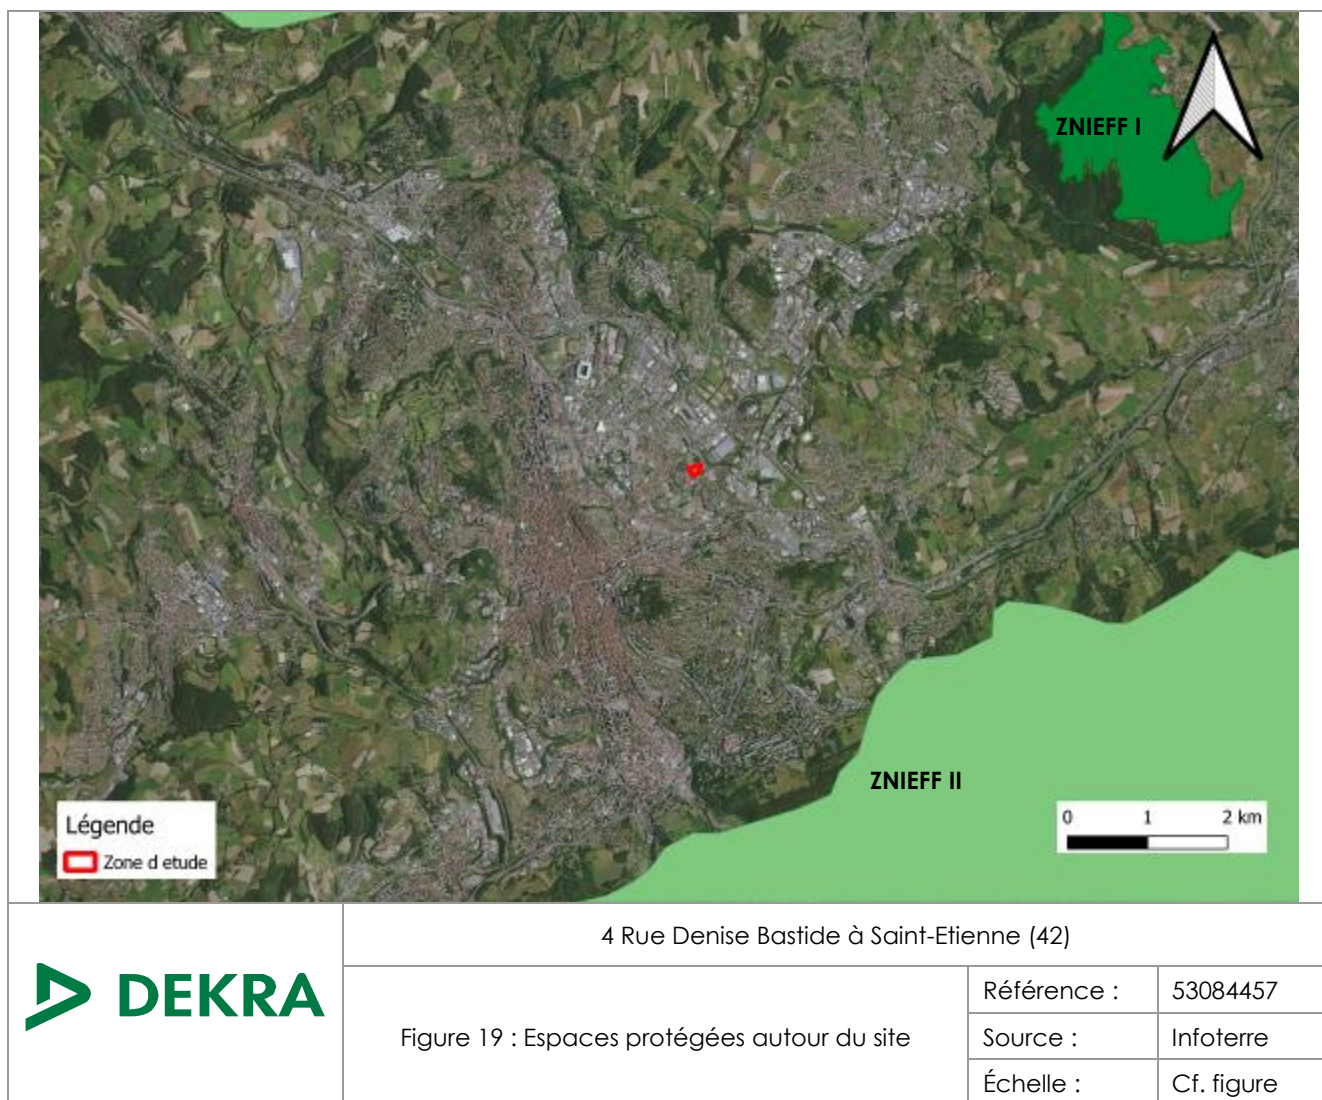 ZNIEFF I
ZNIEFF II
0 1 2 km
Légende
Zone d etude
DEKRA
4 Rue Denise Bastide à Saint-Etienne (42)
Figure 19 : Espaces protégées autour du site
Référence : 53084457
Source : Infoterre
Échelle : Cf. figure